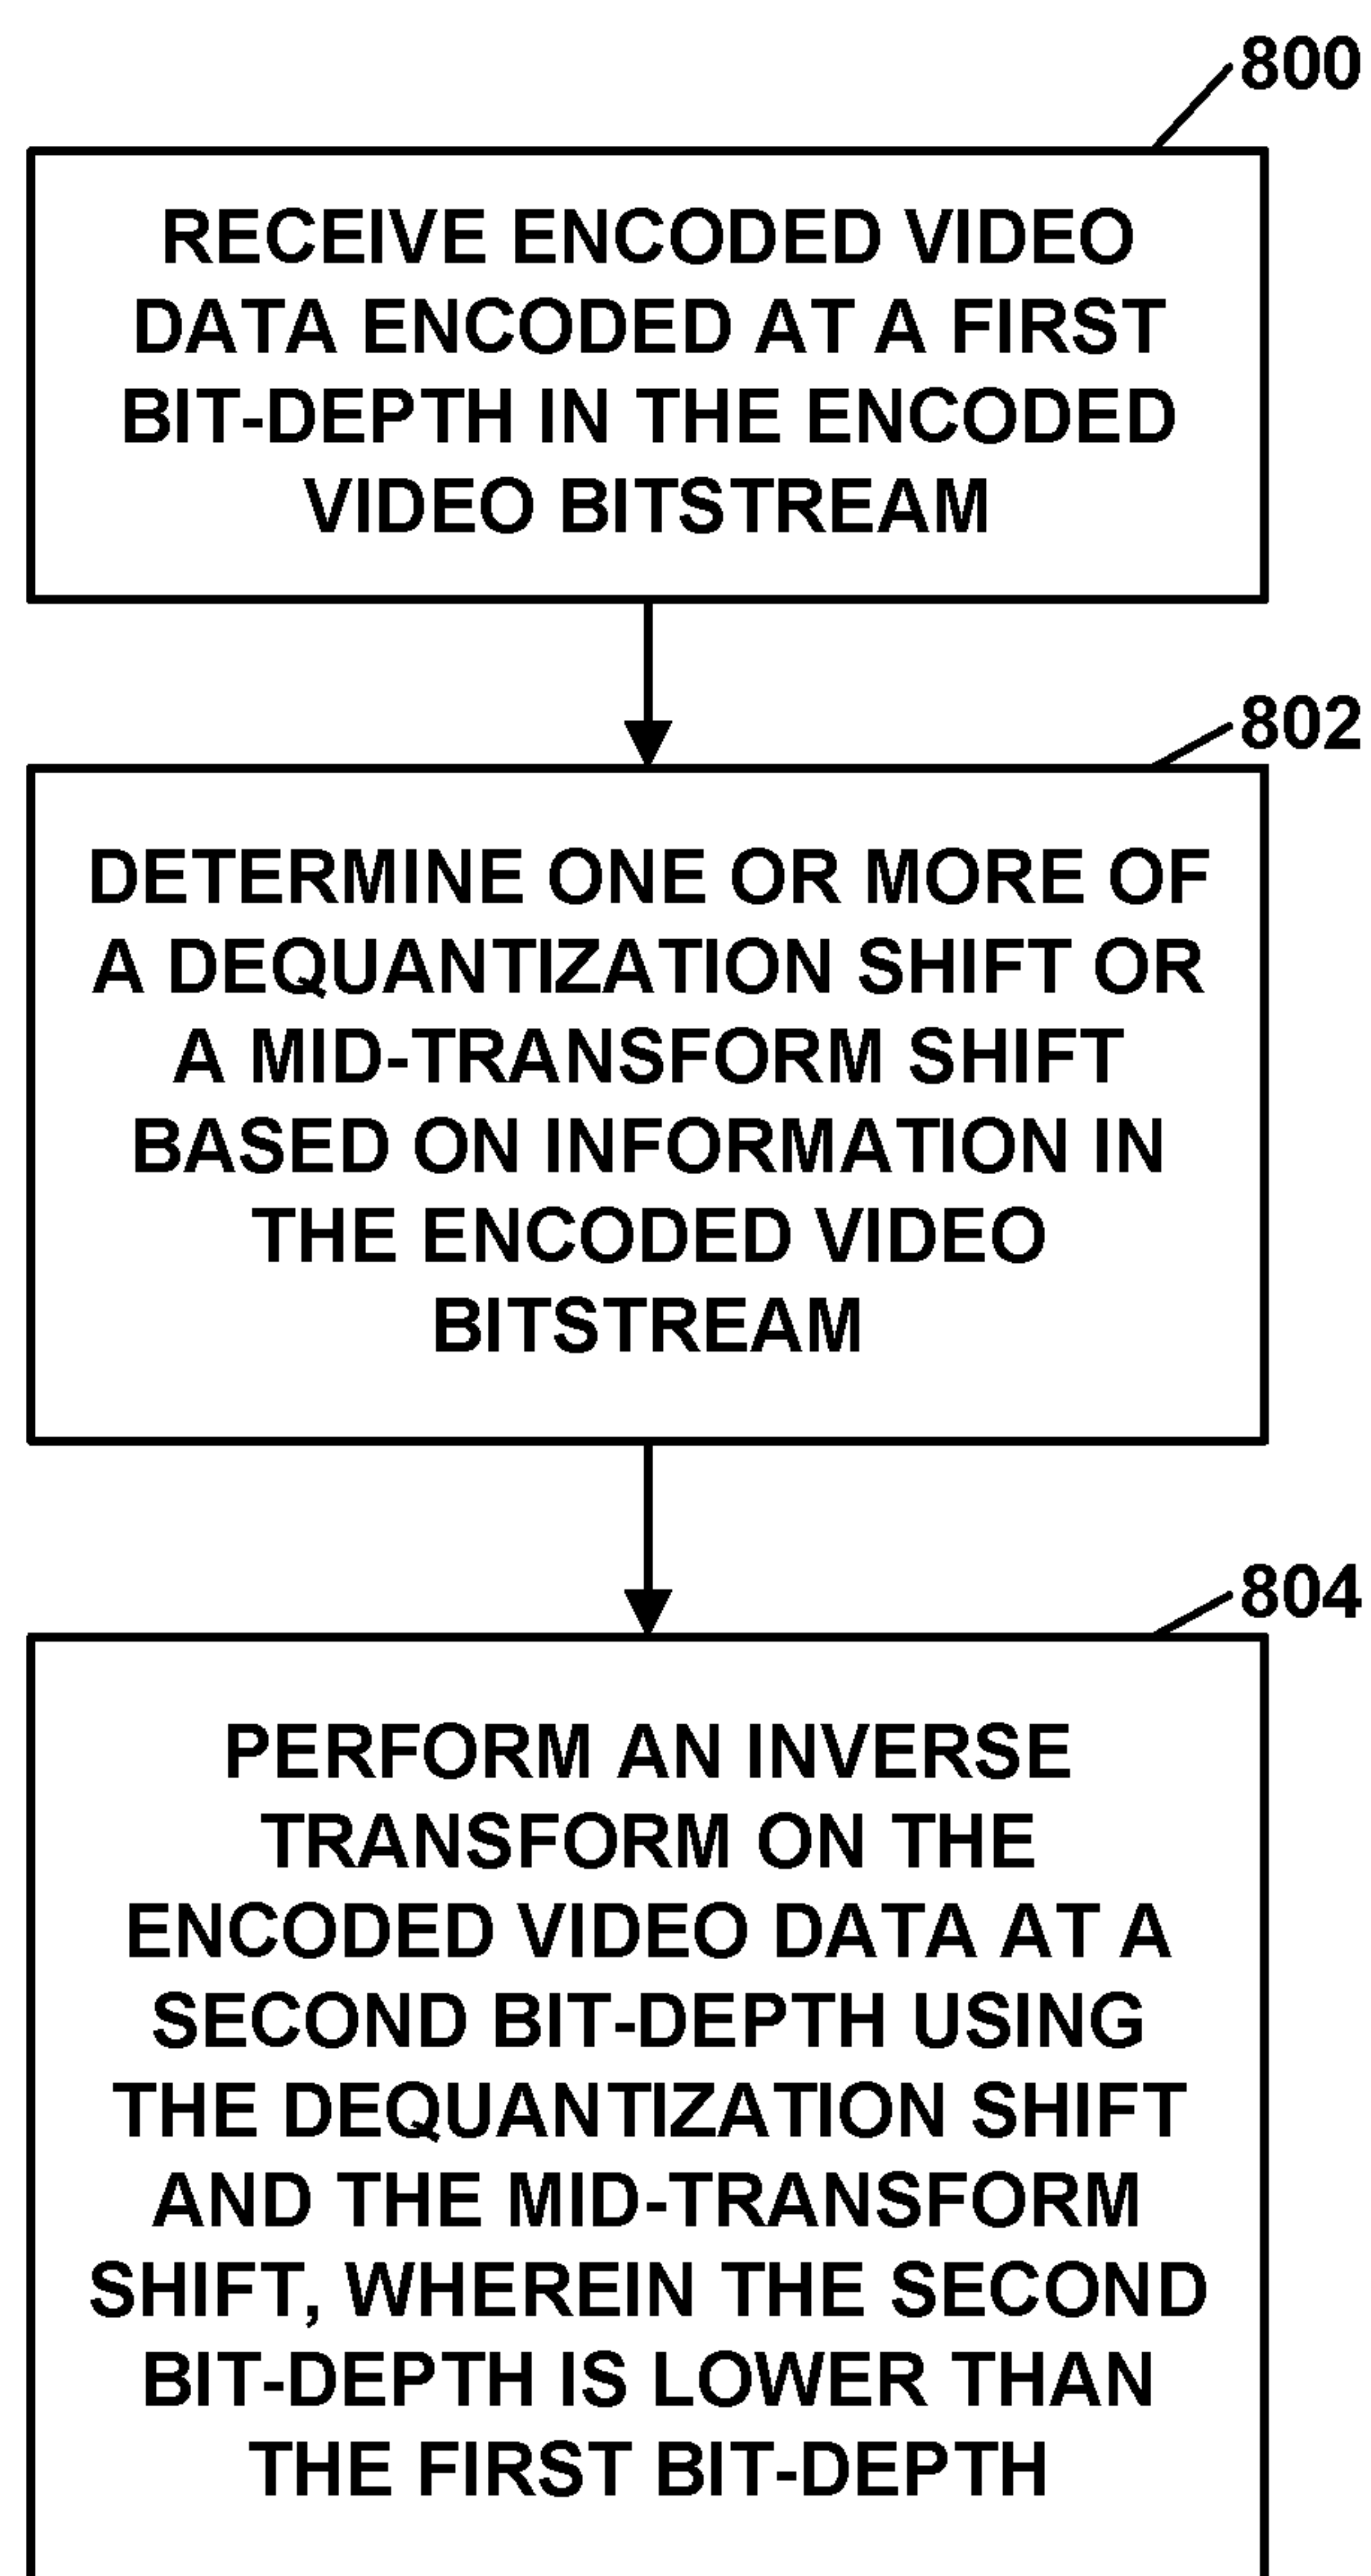 800
RECEIVE ENCODED VIDEO
DATA ENCODED AT A FIRST
BIT-DEPTH IN THE ENCODED
VIDEO BITSTREAM
802
DETERMINE ONE OR MORE OF
A DEQUANTIZATION SHIFT OR
A MID-TRANSFORM SHIFT
BASED ON INFORMATION IN
THE ENCODED VIDEO
BITSTREAM
804
PERFORM AN INVERSE
TRANSFORM ON THE
ENCODED VIDEO DATA AT A
SECOND BIT-DEPTH USING
THE DEQUANTIZATION SHIFT
AND THE MID-TRANSFORM
SHIFT, WHEREIN THE SECOND
BIT-DEPTH IS LOWER THAN
THE FIRST BIT-DEPTH